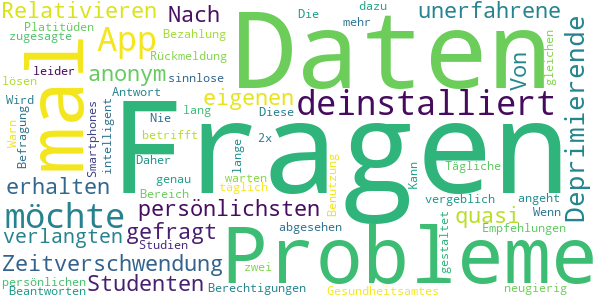 Relativieren
Nach
Platitüden
zugesagte
App
Bezahlung
Rückmeldung
leider
anonym
sinnlose
lösen
mal
Daten
Die
dazu
mehr
unerfahrene
Von
gleichen
Deprimierende
Antwort
eigenen
deinstalliert
Wird
Warn
Befragung
Smartphones
intelligent
Nie
lang
Diese
betrifft
2x
Fragen
Daher
genau
lange
warten
Bereich
täglich
Benutzung
Kann
Tägliche
erhalten
persönlichsten
vergeblich
angeht
Wenn
möchte
gefragt
abgesehen
quasi
verlangten
Studien
gestaltet
Empfehlungen
Zeitverschwendung
Probleme
zwei
persönlichen
Studenten
neugierig
Beantworten
Berechtigungen
Gesundheitsamtes